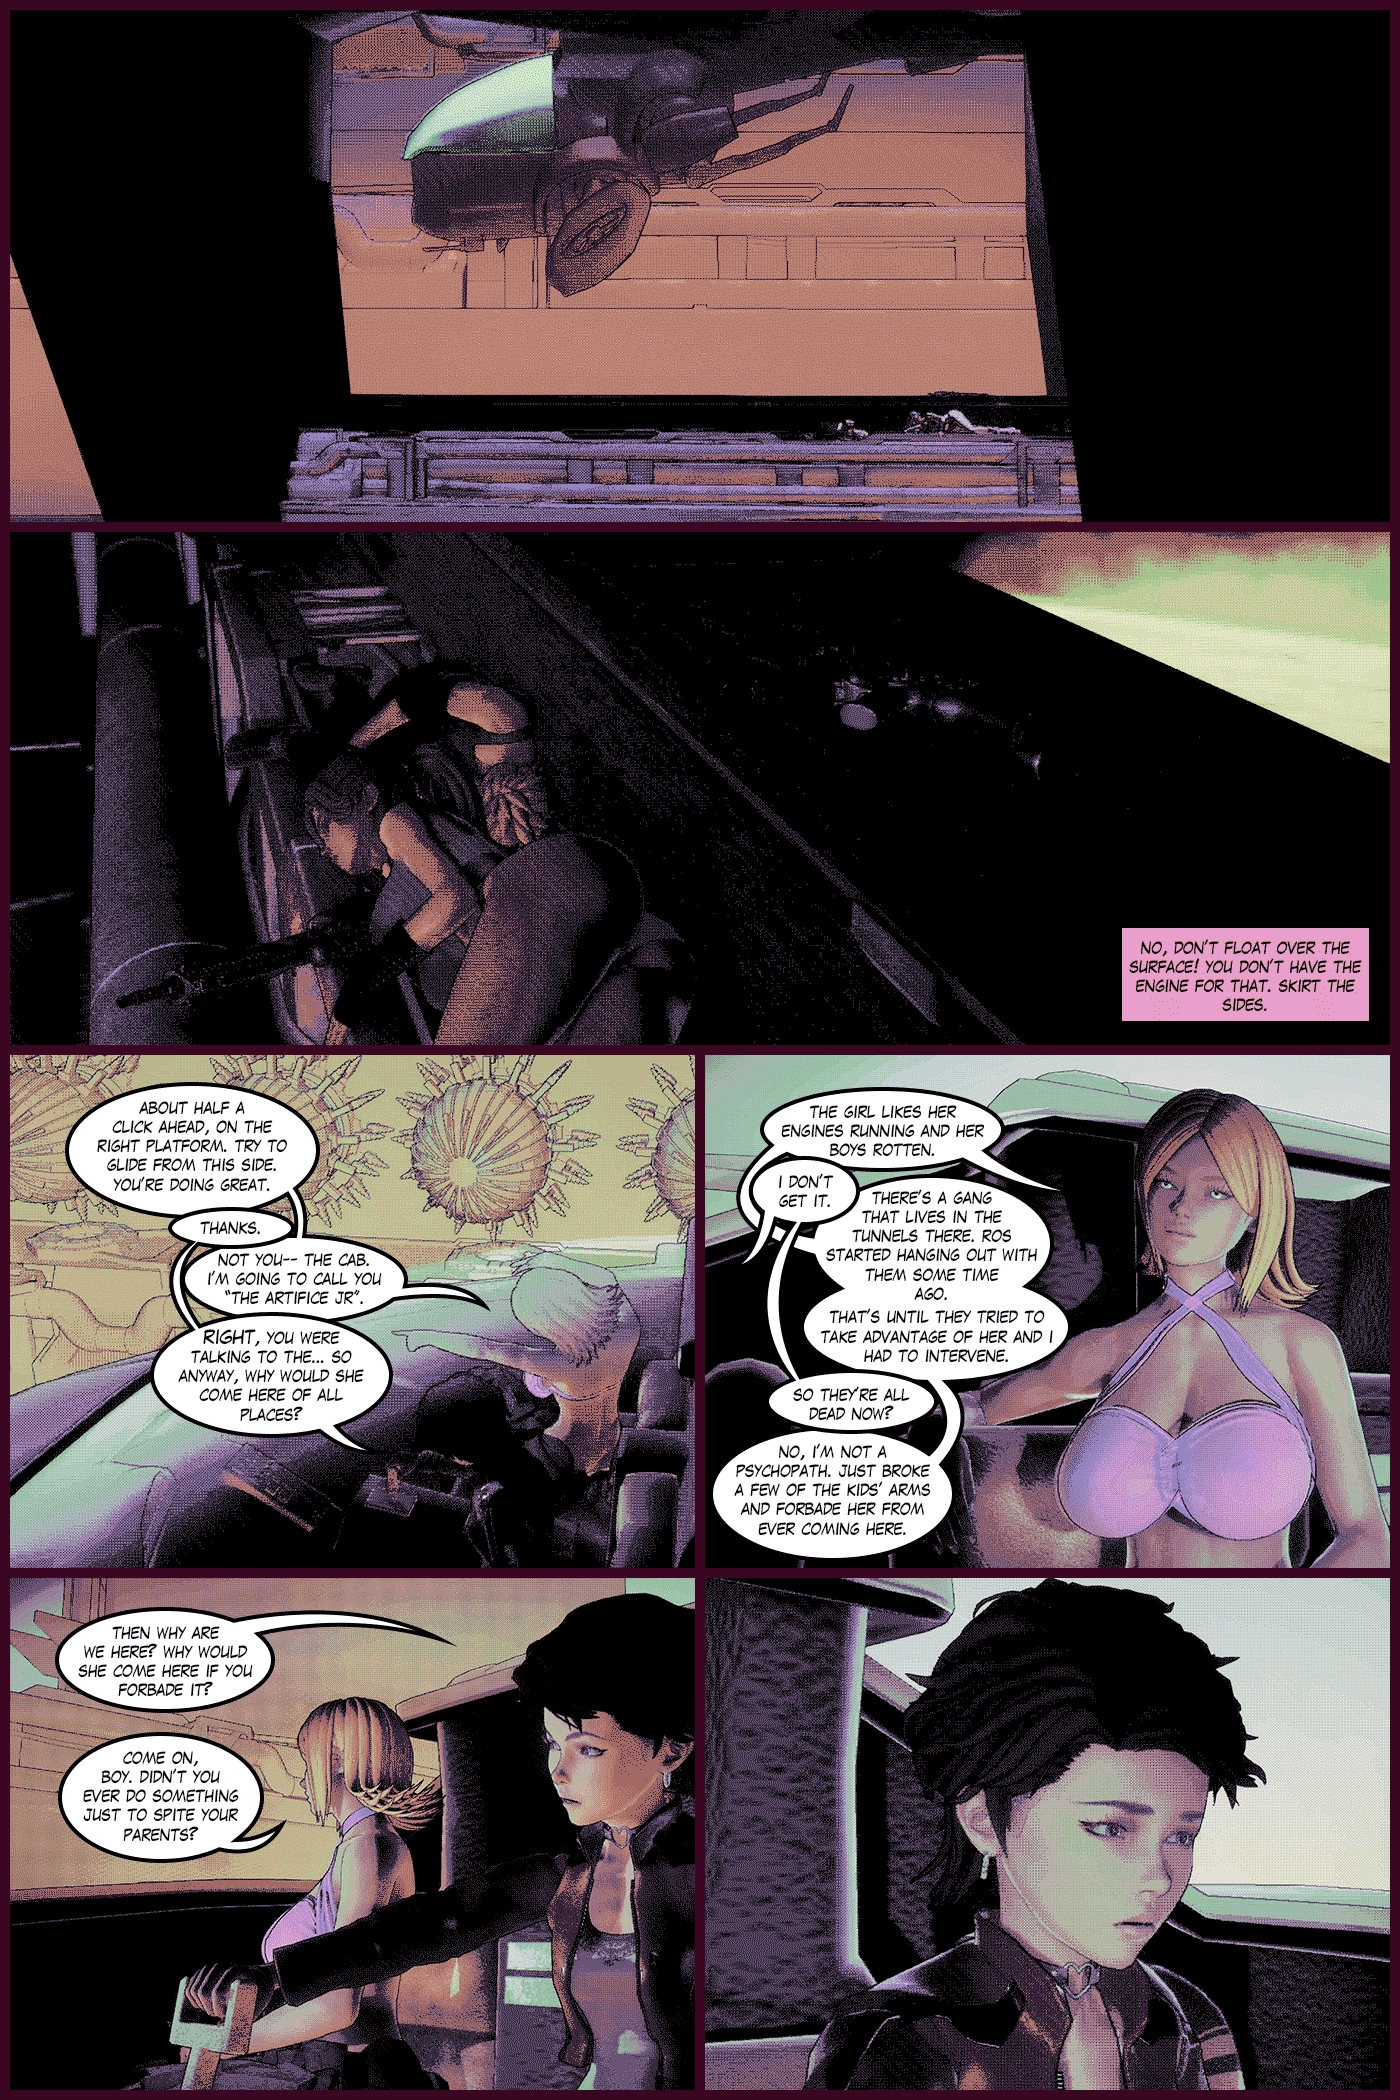 NO, DON'T FLOAT OVER THE
SURFACE! YOU DON'T HAVE THE
ENGINE FOR THAT. SKIRT THE
SIDES.
ABOUT HALF A
CLICK AHEAD, ON THE
RIGHT PLATFORM. TRY TO
GLIDE FROM THIS SIDE.
YOU'RE DOING GREAT.
THANKS.
NOT YOU-- THE CAB.
I'M GOING TO CALL YOU
"THE ARTIFICE JR".
RIGHT, YOU WERE
TALKING TO THE... SO
ANYWAY, WHY WOULD SHE
COME HERE OF ALL
PLACES?
THE GIRL LIKES HER
ENGINES RUNNING AND HER
BOYS ROTTEN.
I DON'T
GET IT.
THERE'S A GANG
THAT LIVES IN THE
TUNNELS THERE. ROS
STARTED HANGING OUT WITH
THEM SOME TIME
AGO.
THAT'S UNTIL THEY TRIED TO
TAKE ADVANTAGE OF HER AND I
HAD TO INTERVENE.
SO THEY'RE ALL
DEAD NOW?
NO, I'M NOT A
PSYCHOPATH. JUST BROKE
A FEW OF THE KIDS' ARMS
AND FORBADE HER FROM
EVER COMING HERE.
THEN WHY ARE
WE HERE? WHY WOULD
SHE COME HERE IF YOU
FORBADE IT?
COME ON,
BOY. DIDN'T YOU
EVER DO SOMETHING
JUST TO SPITE YOUR
PARENTS?